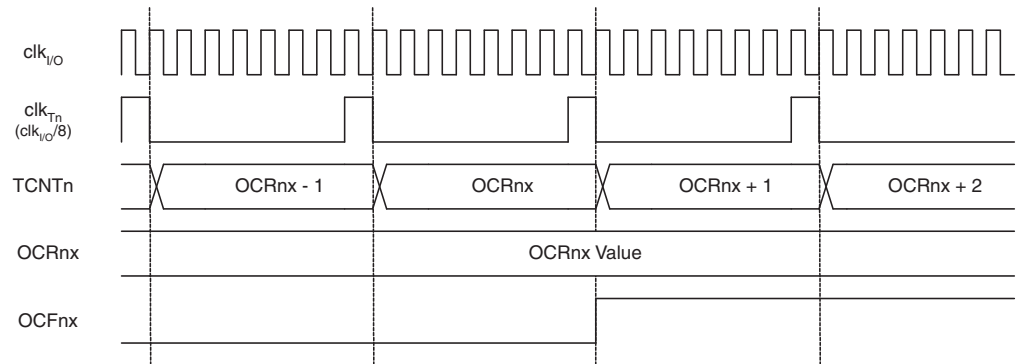 clkI/O
clkTn
(clkI/O/8)
TCNTn
OCRnx - 1
OCRnx
OCRnx + 1
OCRnx + 2
OCRnx
OCRnx Value
OCFnx